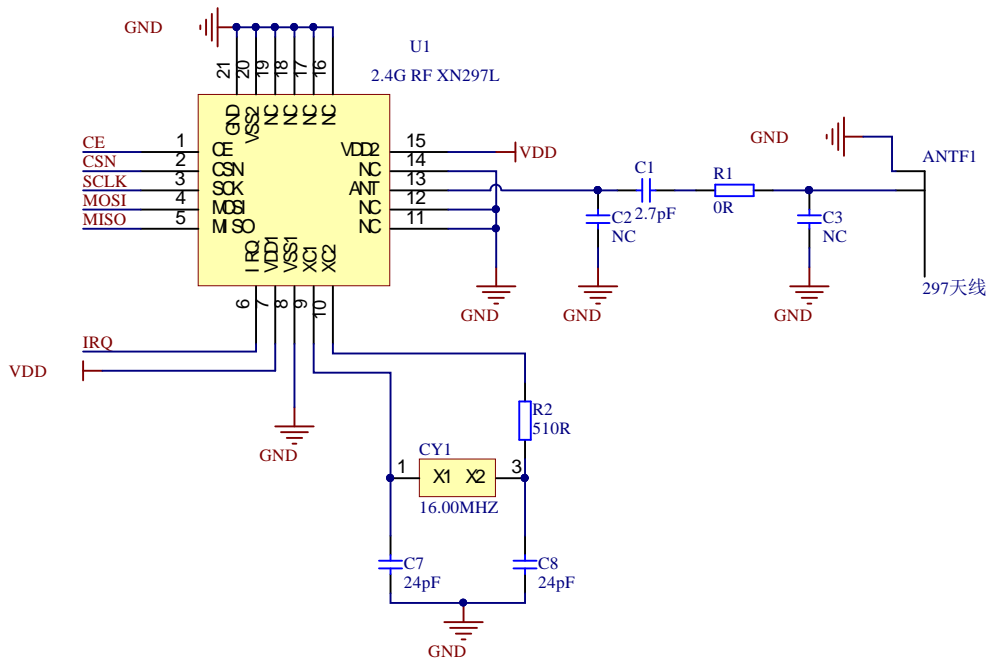 GND
U1
2.4G RF XN297L
21
20
19
18
17
16
GND
VSS2
NC
NC
NC
NC
CE
1
CE
CSN
2
CSN
SCLK
3
SCK
MOSI
4
MOSI
MISO
5
MISO
VDD2
15
VDD
NC
14
ANT
13
NC
12
NC
11
IRQ
VDD1
VSS1
XC1
XC2
6
7
8
9
10
C1
2.7pF
R1
0R
C2
NC
C3
NC
GND
ANTF1
297天线
GND
GND
GND
IRQ
VDD
GND
R2
510R
CY1
1
X1
X2
3
16.00MHZ
C7
24pF
C8
24pF
GND